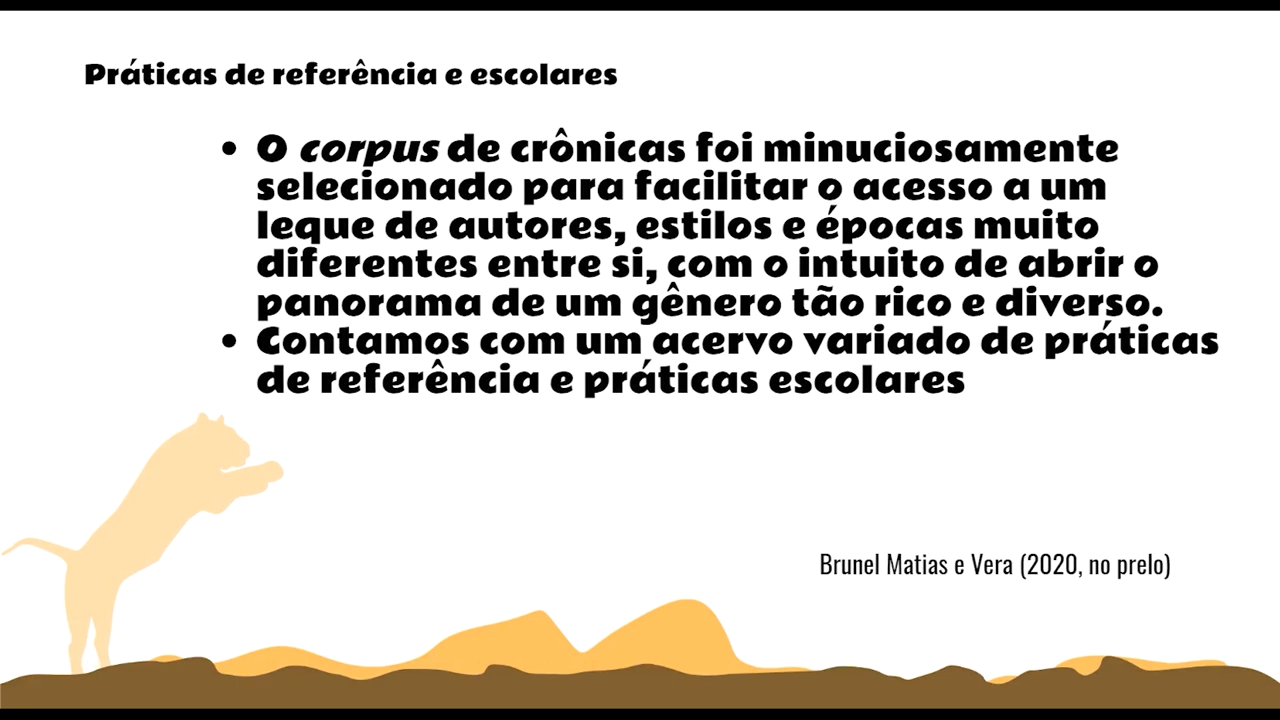 Práticas de referência e escolares
• O corpus de crônicas foi minuciosamente
selecionado para facilitar o acesso a um
leque de autores, estilos e épocas muito
diferentes entre si, com o intuito de abrir o
panorama de um gênero tão rico e diverso.
• Contamos com um acervo variado de práticas
de referência e práticas escolares
Brunel Matias e Vera (2020, no prelo)